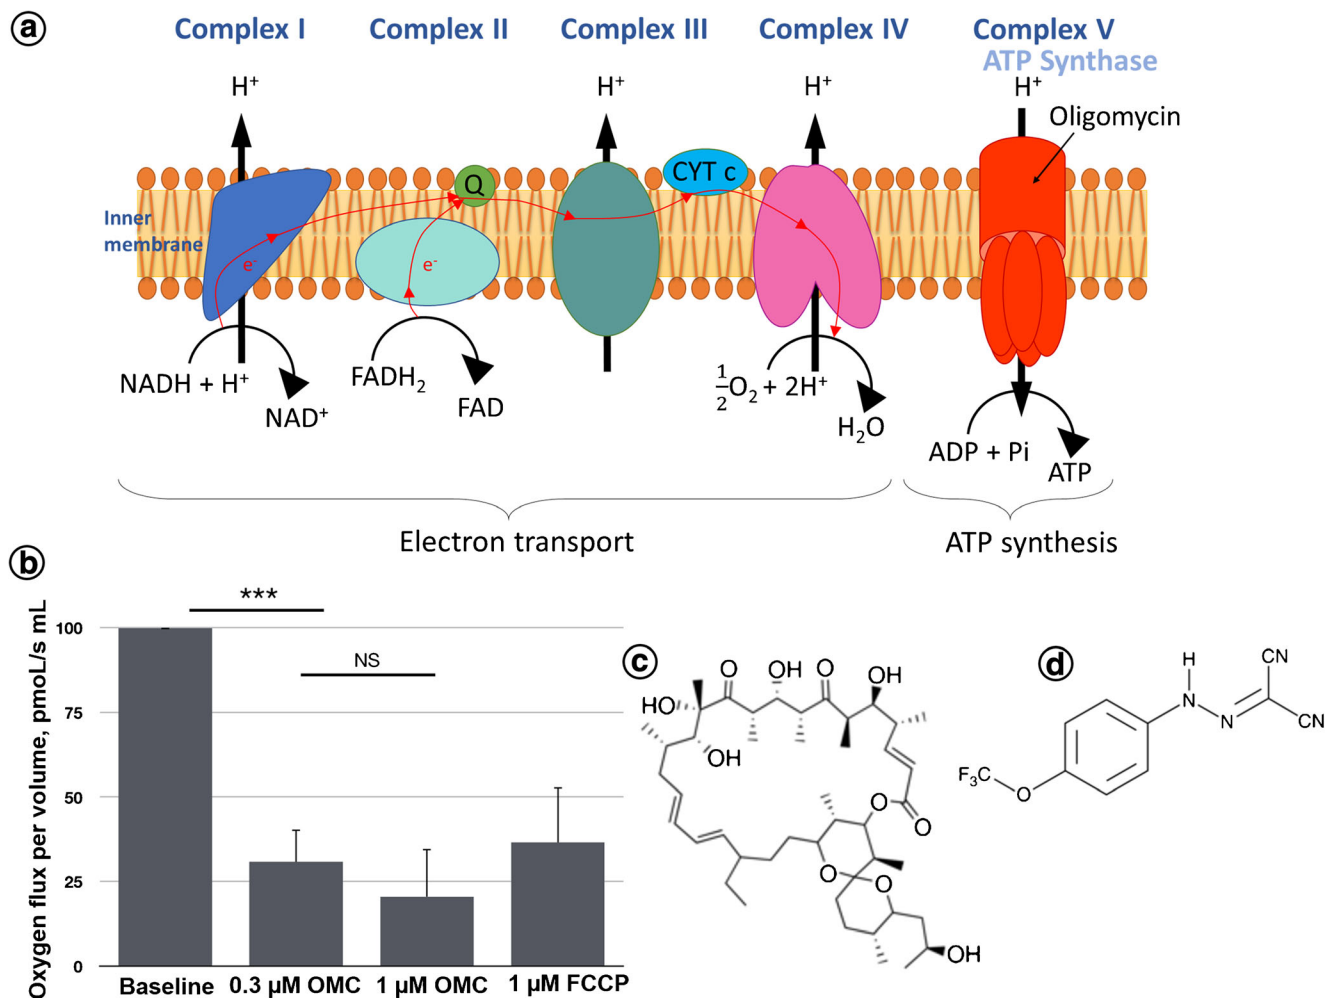 a
Complex I
Complex II
Complex III
Complex IV
Complex V
ATP Synthase
H⁺
H⁺
H⁺
H⁺
Oligomycin
Q
CYT c
Inner
membrane
e⁻
e⁻
NADH + H⁺
NAD⁺
FADH₂
FAD
½O₂ + 2H⁺
H₂O
ADP + Pi
ATP
Electron transport
ATP synthesis
b
Oxygen flux per volume, pmoL/s mL
***
NS
100
75
50
25
0
Baseline
0.3 µM OMC
1 µM OMC
1 µM FCCP
c
O
OH
O
OH
HO
OH
O
O
O
O
OH
d
H
N
N
CN
CN
F₃C
O